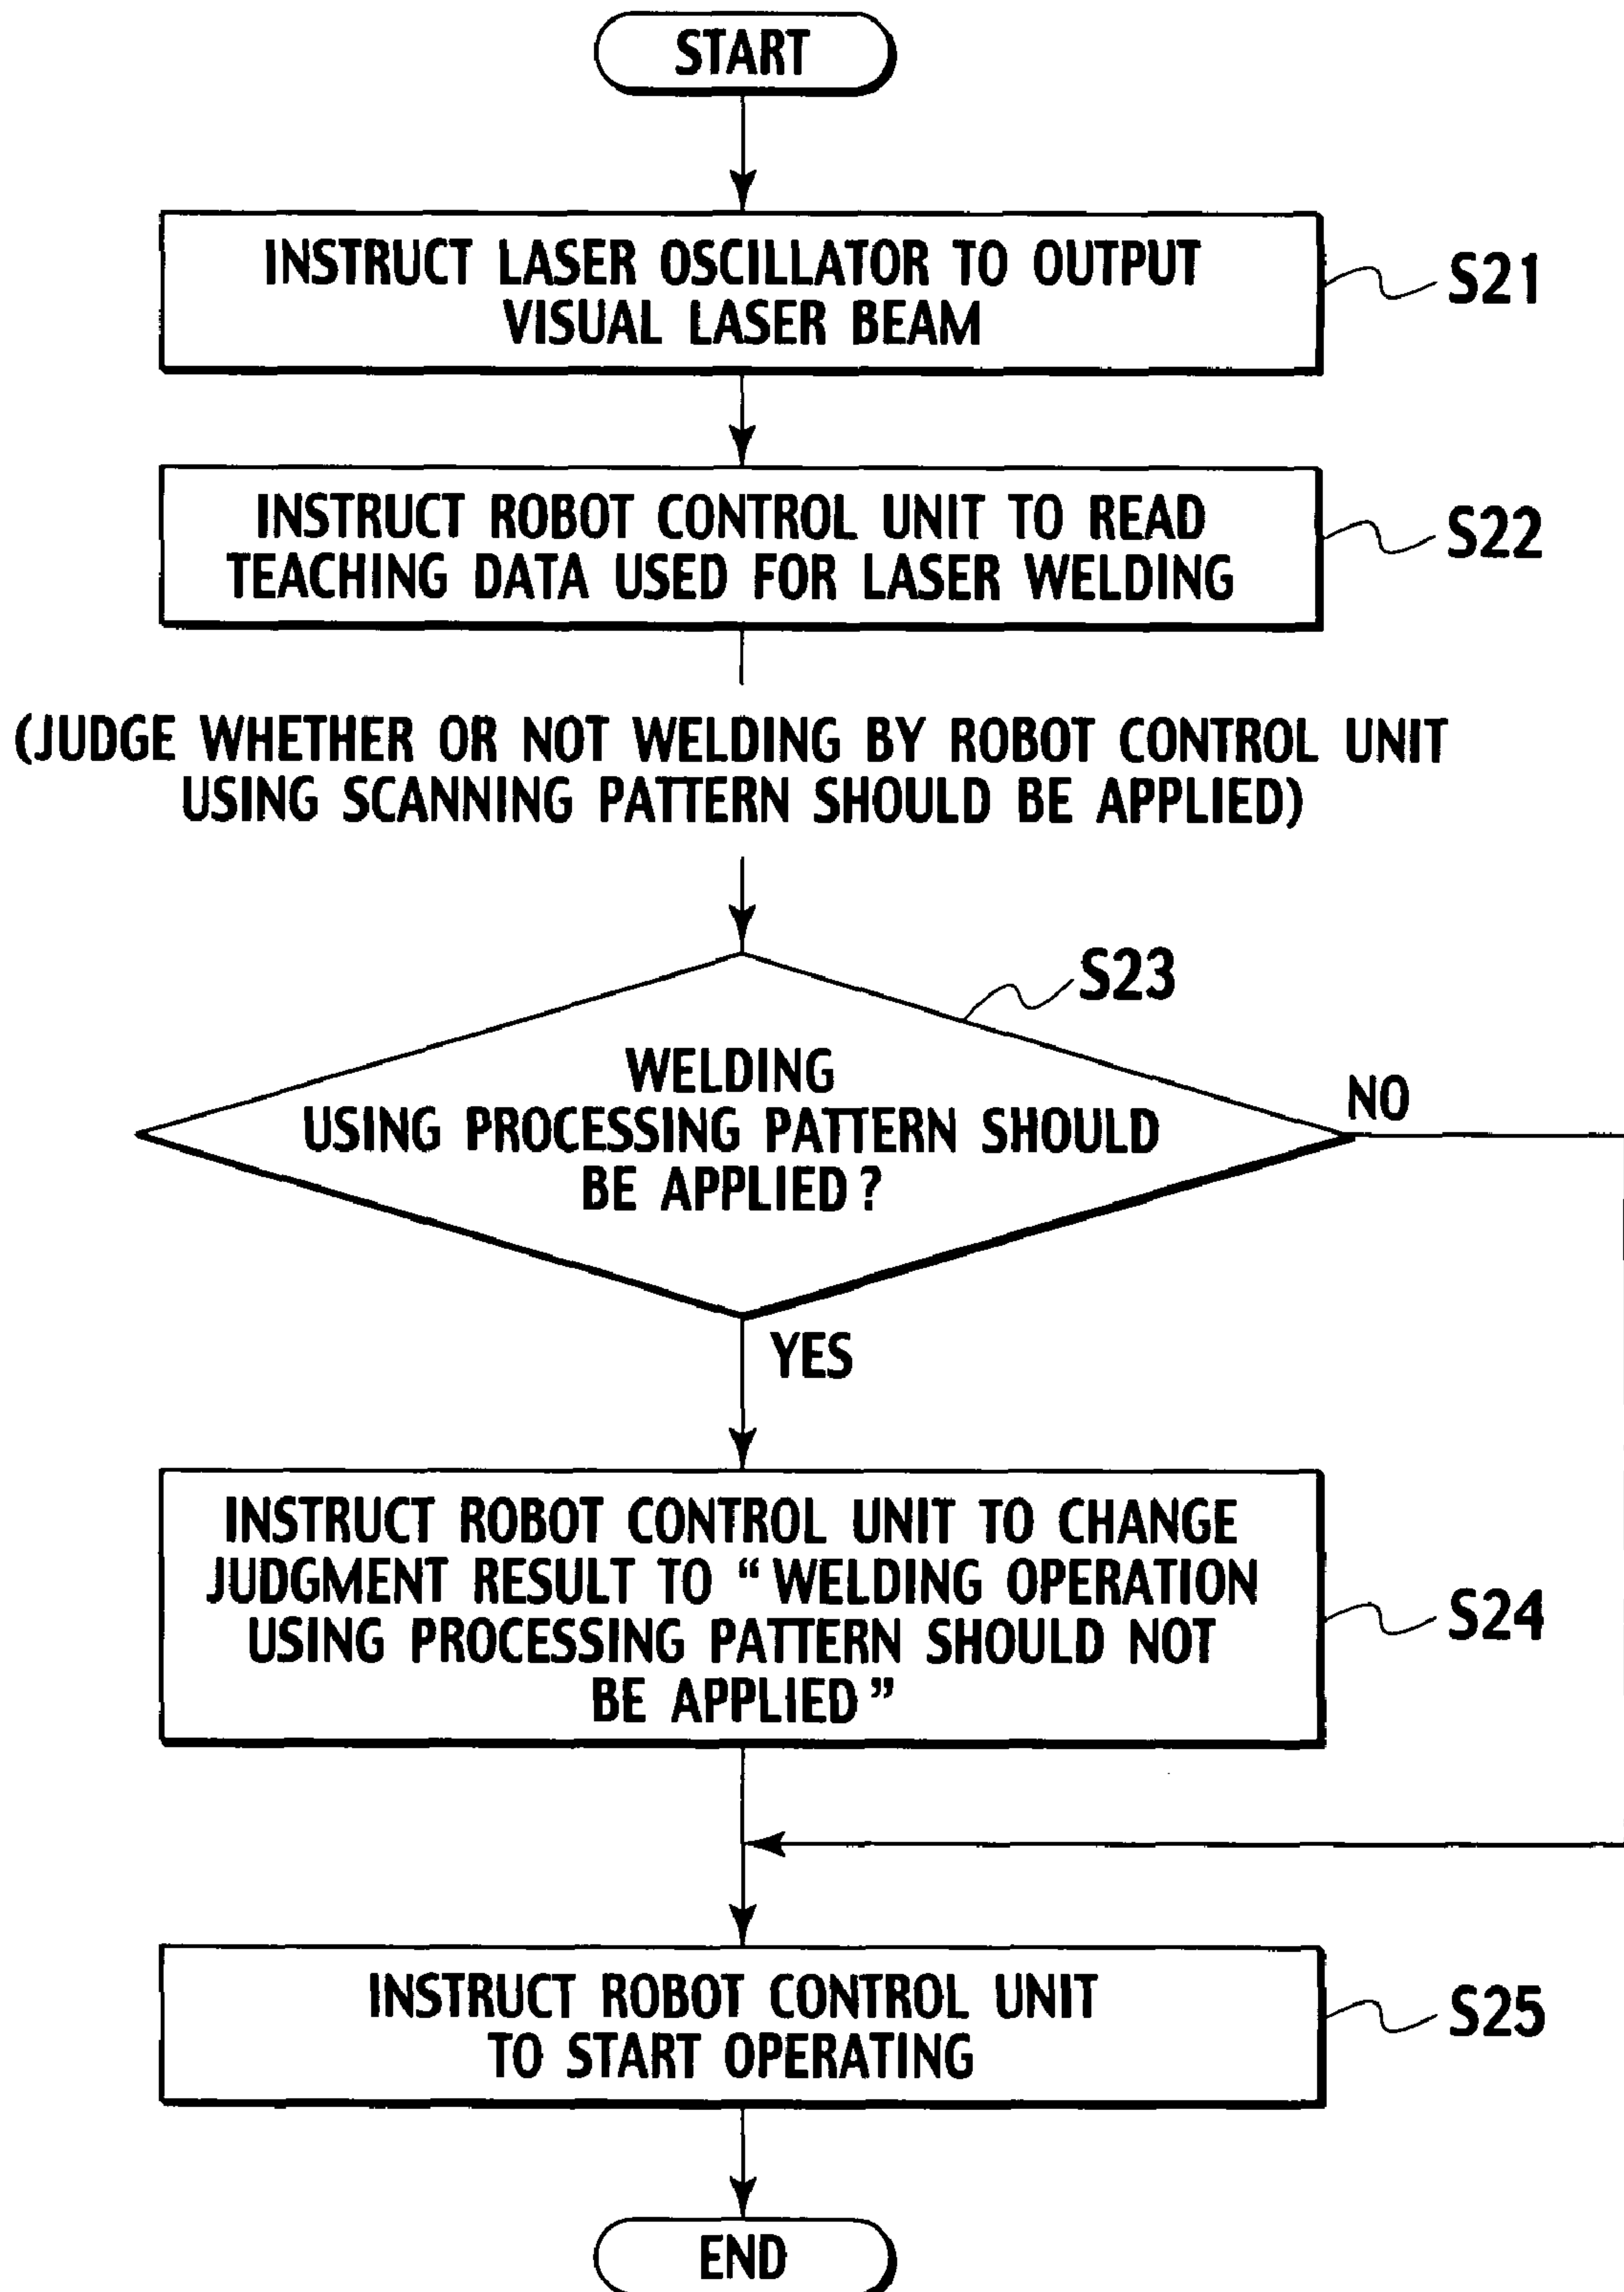 START
INSTRUCT LASER OSCILLATOR TO OUTPUT
VISUAL LASER BEAM
S21
INSTRUCT ROBOT CONTROL UNIT TO READ
TEACHING DATA USED FOR LASER WELDING
S22
(JUDGE WHETHER OR NOT WELDING BY ROBOT CONTROL UNIT
USING SCANNING PATTERN SHOULD BE APPLIED)
S23
WELDING
USING PROCESSING PATTERN SHOULD
BE APPLIED ?
NO
YES
INSTRUCT ROBOT CONTROL UNIT TO CHANGE
JUDGMENT RESULT TO “ WELDING OPERATION
USING PROCESSING PATTERN SHOULD NOT
BE APPLIED ”
S24
INSTRUCT ROBOT CONTROL UNIT
TO START OPERATING
S25
END